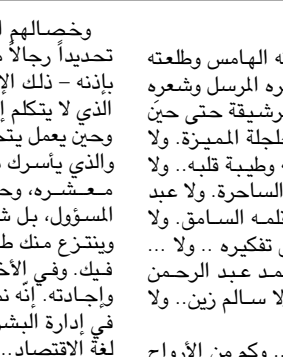 ه الهامس وطلعته
ره المرسل وشعره
رشيقة حتى حين
لجلة المميزة. ولا
وطيبة قلبه.. ولا
الساحرة. ولا عبد
قلمه السامق. ولا
تفكيره .. ولا ...
مد عبد الرحمن
لا سالم زين.. ولا
.. وكم من الأرواح
وخصالهم ا
تحديداً رجالاً
بإذنه – ذلك الإ
الذي لا يتكلم إ
وحين يعمل يتح
والذي يأسرك
معشره، وح
المسؤول، بل ش
وينتزع منك ط
فيك. وفي الأخ
وإجادته. إنّه نم
في إدارة البشر
لغة الاقتصاد..